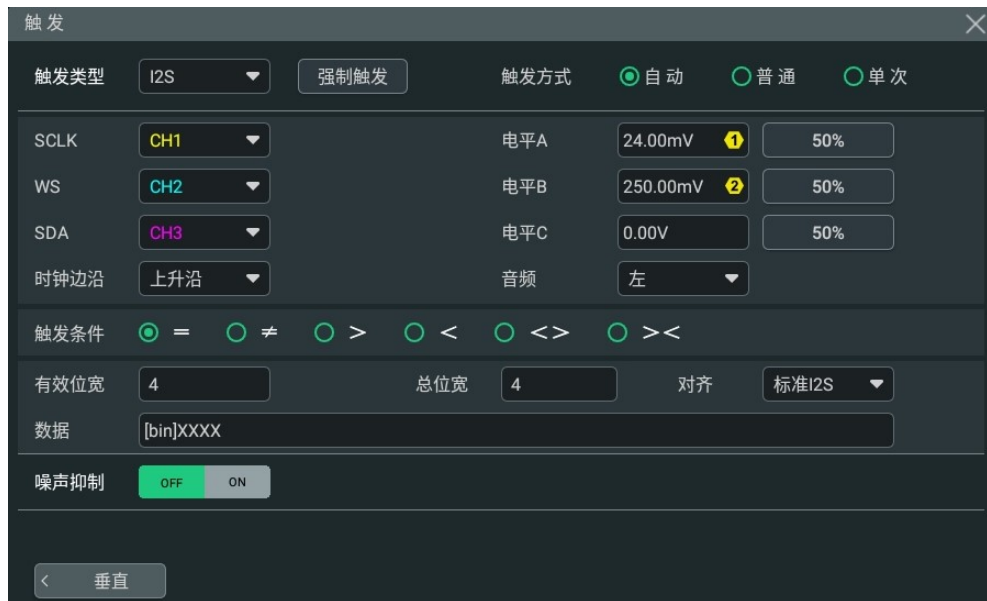 触发
触发类型 I2S 强制触发 触发方式 自动 普通 单次
SCLK CH1 电平A 24.00mV 1 50%
WS CH2 电平B 250.00mV 2 50%
SDA CH3 电平C 0.00V 50%
时钟边沿 上升沿 音频 左
触发条件 = ≠ > < <> ><
有效位宽 4 总位宽 4 对齐 标准I2S
数据 [bin]XXXX
噪声抑制 OFF ON
< 垂直